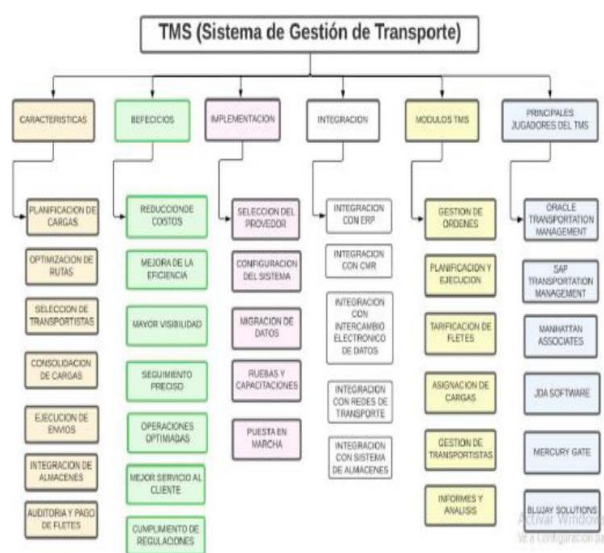 TMS (Sistema de Gestión de Transporte)
CARACTERISTICAS
BEFECICIOS
IMPLEMENTACION
INTEGRACION
MODULOS TMS
PRINCIPALES
JUGADORES DEL TMS
PLANIFICACION DE
CARGAS
OPTIMIZACION DE
RUTAS
SELECCION DE
TRANSPORTISTAS
CONSOLIDACION
DE CARGAS
EJECUCION DE
ENVIOS
INTEGRACION DE
ALMACENES
AUDITORIA Y PAGO
DE FLETES
REDUCCIONDE
COSTOS
MEJORA DE LA
EFICIENCIA
MAYOR VISIBILIDAD
SEGUIMIENTO
PRECISO
OPERACIONES
OPTIMIADAS
MEJOR SERVICIO AL
CLIENTE
CUMPLIMIENTO DE
REGULACIONES
SELECCION DEL
PROVEDOR
CONFIGURACION
DEL SISTEMA
MIGRACION DE
DATOS
RUEBAS Y
CAPACITACIONES
PUESTA EN
MARCHA
INTEGRACION
CON ERP
INTEGRACION
CON CMR
INTEGRACION
CON
INTERCAMBIO
ELECTRONICO
DE DATOS
INTEGRACION
CON REDES DE
TRANSPORTE
INTEGRACION
CON SISTEMA
DE ALMACENES
GESTION DE
ORDENES
PLANIFICACION Y
EJECUCION
TARIFICACION DE
FLETES
ASIGNACION DE
CARGAS
GESTION DE
TRANSPORTISTAS
INFORMES Y
ANALISIS
ORACLE
TRANSPORTATION
MANAGEMENT
SAP
TRANSPORTATION
MANAGEMENT
MANHATTAN
ASSOCIATES
JDA SOFTWARE
MERCURY GATE
BLUJAY SOLUTIONS
Activar Windows
Ve a Configuración pa